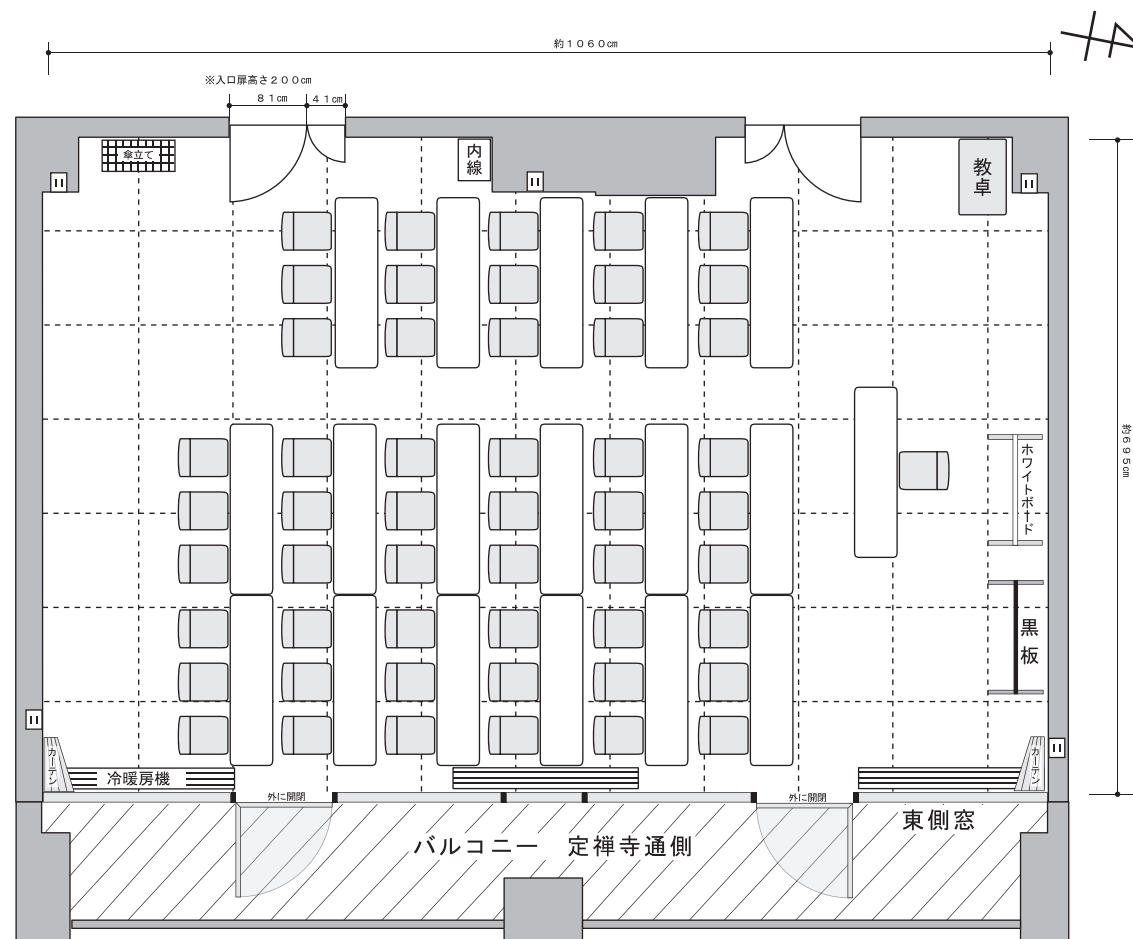 約1060㎝
※入口扉高さ200㎝
81㎝
41㎝
傘立て
内線
教卓
約695㎝
ホワイトボード
黒板
カーテン
冷暖房機
カーテン
外に開閉
外に開閉
東側窓
バルコニー　定禅寺通側